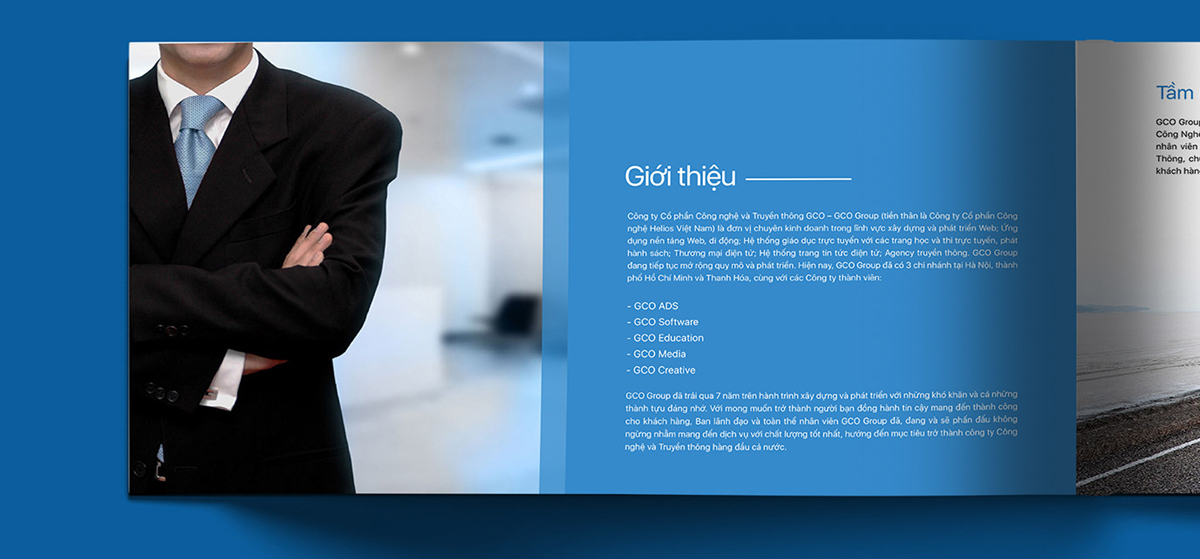 Giới thiệu
Công ty Cổ phần Công nghệ và Truyền thông GCO – GCO Group (tiền thân là Công ty Cổ phần Công
nghệ Helios Việt Nam) là đơn vị chuyên kinh doanh trong lĩnh vực xây dựng và phát triển Web; Ứng
dụng nền tảng Web, di động; Hệ thống giáo dục trực tuyến với các trang học và thi trực tuyến, phát
hành sách; Thương mại điện tử; Hệ thống trang tin tức điện tử; Agency truyền thông. GCO Group
đang tiếp tục mở rộng quy mô và phát triển. Hiện nay, GCO Group đã có 3 chi nhánh tại Hà Nội, thành
phố Hồ Chí Minh và Thanh Hóa, cùng với các Công ty thành viên:
- GCO ADS
- GCO Software
- GCO Education
- GCO Media
- GCO Creative
GCO Group đã trải qua 7 năm trên hành trình xây dựng và phát triển với những khó khăn và cả những
thành tựu đáng nhớ. Với mong muốn trở thành người bạn đồng hành tin cậy mang đến thành công
cho khách hàng, Ban lãnh đạo và toàn thể nhân viên GCO Group đã, đang và sẽ phấn đấu không
ngừng nhằm mang đến dịch vụ với chất lượng tốt nhất, hướng đến mục tiêu trở thành công ty Công
nghệ và Truyền thông hàng đầu cả nước.
Tầm
GCO Group
Công Nghệ
nhân viên
Thông,
khách hàng